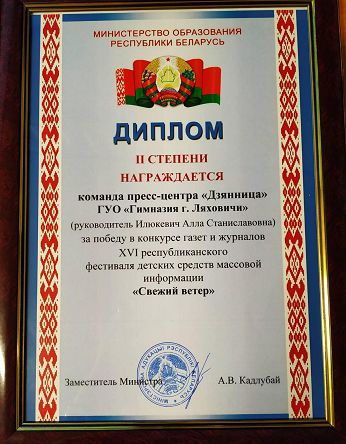 МИНИСТЕРСТВО ОБРАЗОВАНИЯ
РЕСПУБЛИКИ БЕЛАРУСЬ
ДИПЛОМ
II СТЕПЕНИ
НАГРАЖДАЕТСЯ
команда пресс-центра «Дзянница»
ГУО «Гимназия г. Ляховичи»
(руководитель Илюкевич Алла Станиславовна)
за победу в конкурсе газет и журналов
XVI республиканского
фестиваля детских средств массовой
информации
«Свежий ветер»
Заместитель Министра
А.В. Кадлубай